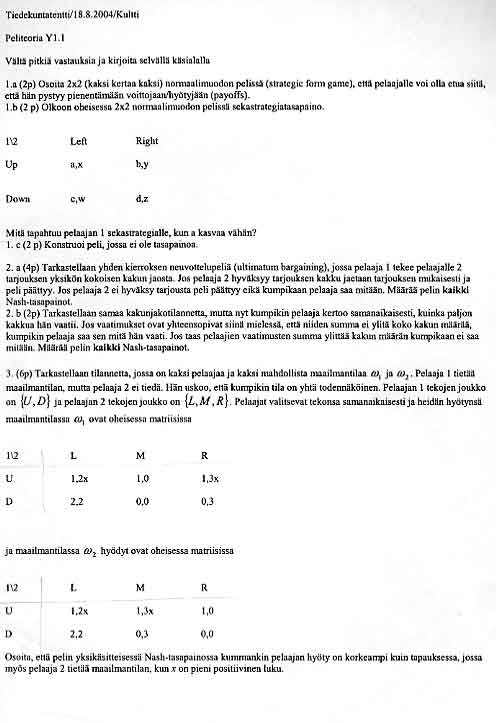 Tiedekuntatentti/18.8.2004/Kultti
Peliteoria Y1.1
Vältä pitkiä vastauksia ja kirjoita selvällä käsialalla
1.a (2p) Osoita 2x2 (kaksi kertaa kaksi) normaalimuodon pelissä (strategic form game), että pelaajalle voi olla etua siitä,
että hän pystyy pienentämään voittojaan/hyötyjään (payoffs).
1.b (2 p) Olkoon oheisessa 2x2 normaalimuodon pelissä sekastrategiatasapaino.
1\2 Left Right
Up a,x b,y
Down c,w d,z
Mitä tapahtuu pelaajan 1 sekastrategialle, kun a kasvaa vähän?
1. c (2 p) Konstruoi peli, jossa ei ole tasapainoa.
2. a (4p) Tarkastellaan yhden kierroksen neuvottelupeliä (ultimatum bargaining), jossa pelaaja 1 tekee pelaajalle 2
tarjouksen yksikön kokoisen kakun jaosta. Jos pelaaja 2 hyväksyy tarjouksen kakku jaetaan tarjouksen mukaisesti ja
peli päättyy. Jos pelaaja 2 ei hyväksy tarjousta peli päättyy eikä kumpikaan pelaaja saa mitään. Määrää pelin kaikki
Nash-tasapainot.
2. b (2p) Tarkastellaan samaa kakunjakotilannetta, mutta nyt kumpikin pelaaja kertoo samanaikaisesti, kuinka paljon
kakkua hän vaatii. Jos vaatimukset ovat yhteensopivat siinä mielessä, että niiden summa ei ylitä koko kakun määrää,
kumpikin pelaaja saa sen mitä hän vaati. Jos taas pelaajien vaatimusten summa ylittää kakun määrän kumpikaan ei saa
mitään. Määrää pelin kaikki Nash-tasapainot.
3. (6p) Tarkastellaan tilannetta, jossa on kaksi pelaajaa ja kaksi mahdollista maailmantilaa ω₁ ja ω₂. Pelaaja 1 tietää
maailmantilan, mutta pelaaja 2 ei tiedä. Hän uskoo, että kumpikin tila on yhtä todennäköinen. Pelaajan 1 tekojen joukko
on {U, D} ja pelaajan 2 tekojen joukko on {L, M, R}. Pelaajat valitsevat tekonsa samanaikaisesti ja heidän hyötynsä
maailmantilassa ω₁ ovat oheisessa matriisissa
1\2 L M R
U 1,2x 1,0 1,3x
D 2,2 0,0 0,3
ja maailmantilassa ω₂ hyödyt ovat oheisessa matriisissa
1\2 L M R
U 1,2x 1,3x 1,0
D 2,2 0,3 0,0
Osoita, että pelin yksikäsitteisessä Nash-tasapainossa kummankin pelaajan hyöty on korkeampi kuin tapauksessa, jossa
myös pelaaja 2 tietää maailmantilan, kun x on pieni positiivinen luku.